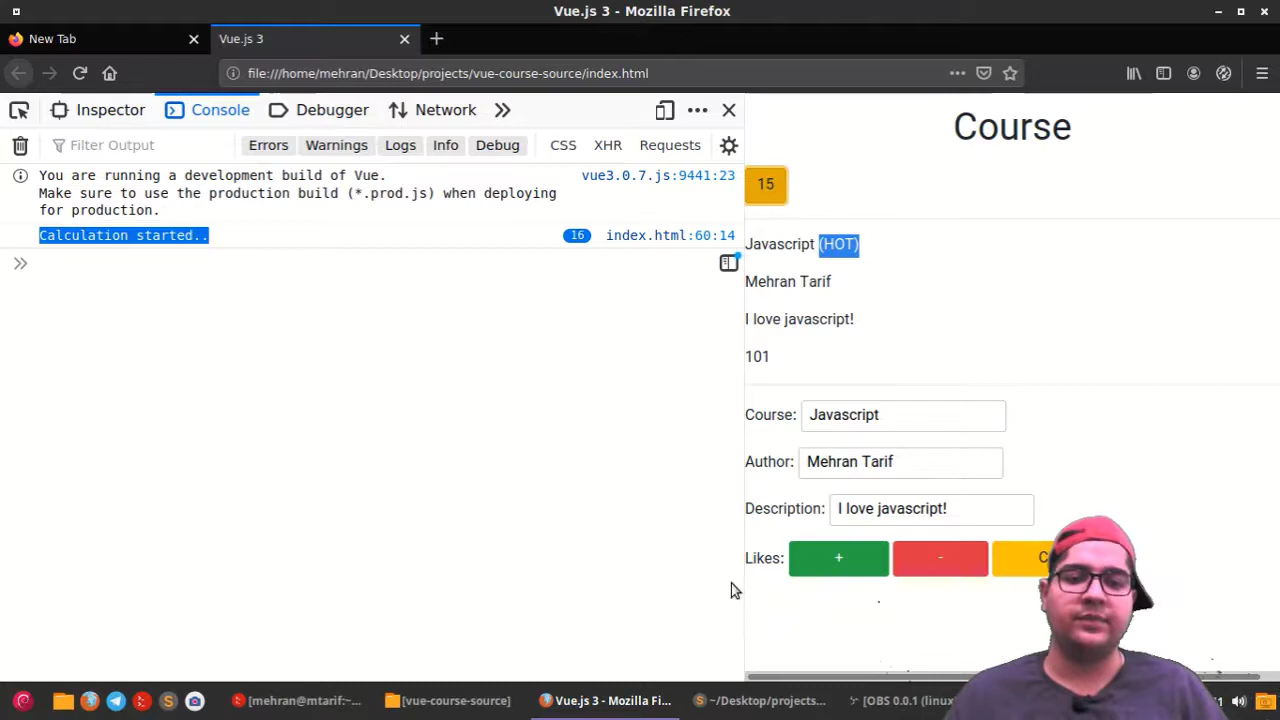 Vue.js 3 - Mozilla Firefox
New Tab
Vue.js 3
file:///home/mehran/Desktop/projects/vue-course-source/index.html
Inspector Console Debugger Network
Filter Output Errors Warnings Logs Info Debug CSS XHR Requests
You are running a development build of Vue. vue3.0.7.js:9441:23
Make sure to use the production build (*.prod.js) when deploying
for production.
Calculation started.. 16 index.html:60:14
Course
15
Javascript (HOT)
Mehran Tarif
I love javascript!
101
Course: Javascript
Author: Mehran Tarif
Description: I love javascript!
Likes: + -
[mehran@mtarif:~... [vue-course-source] Vue.js 3 - Mozilla Fi... ~/Desktop/projects... [OBS 0.0.1 (linux